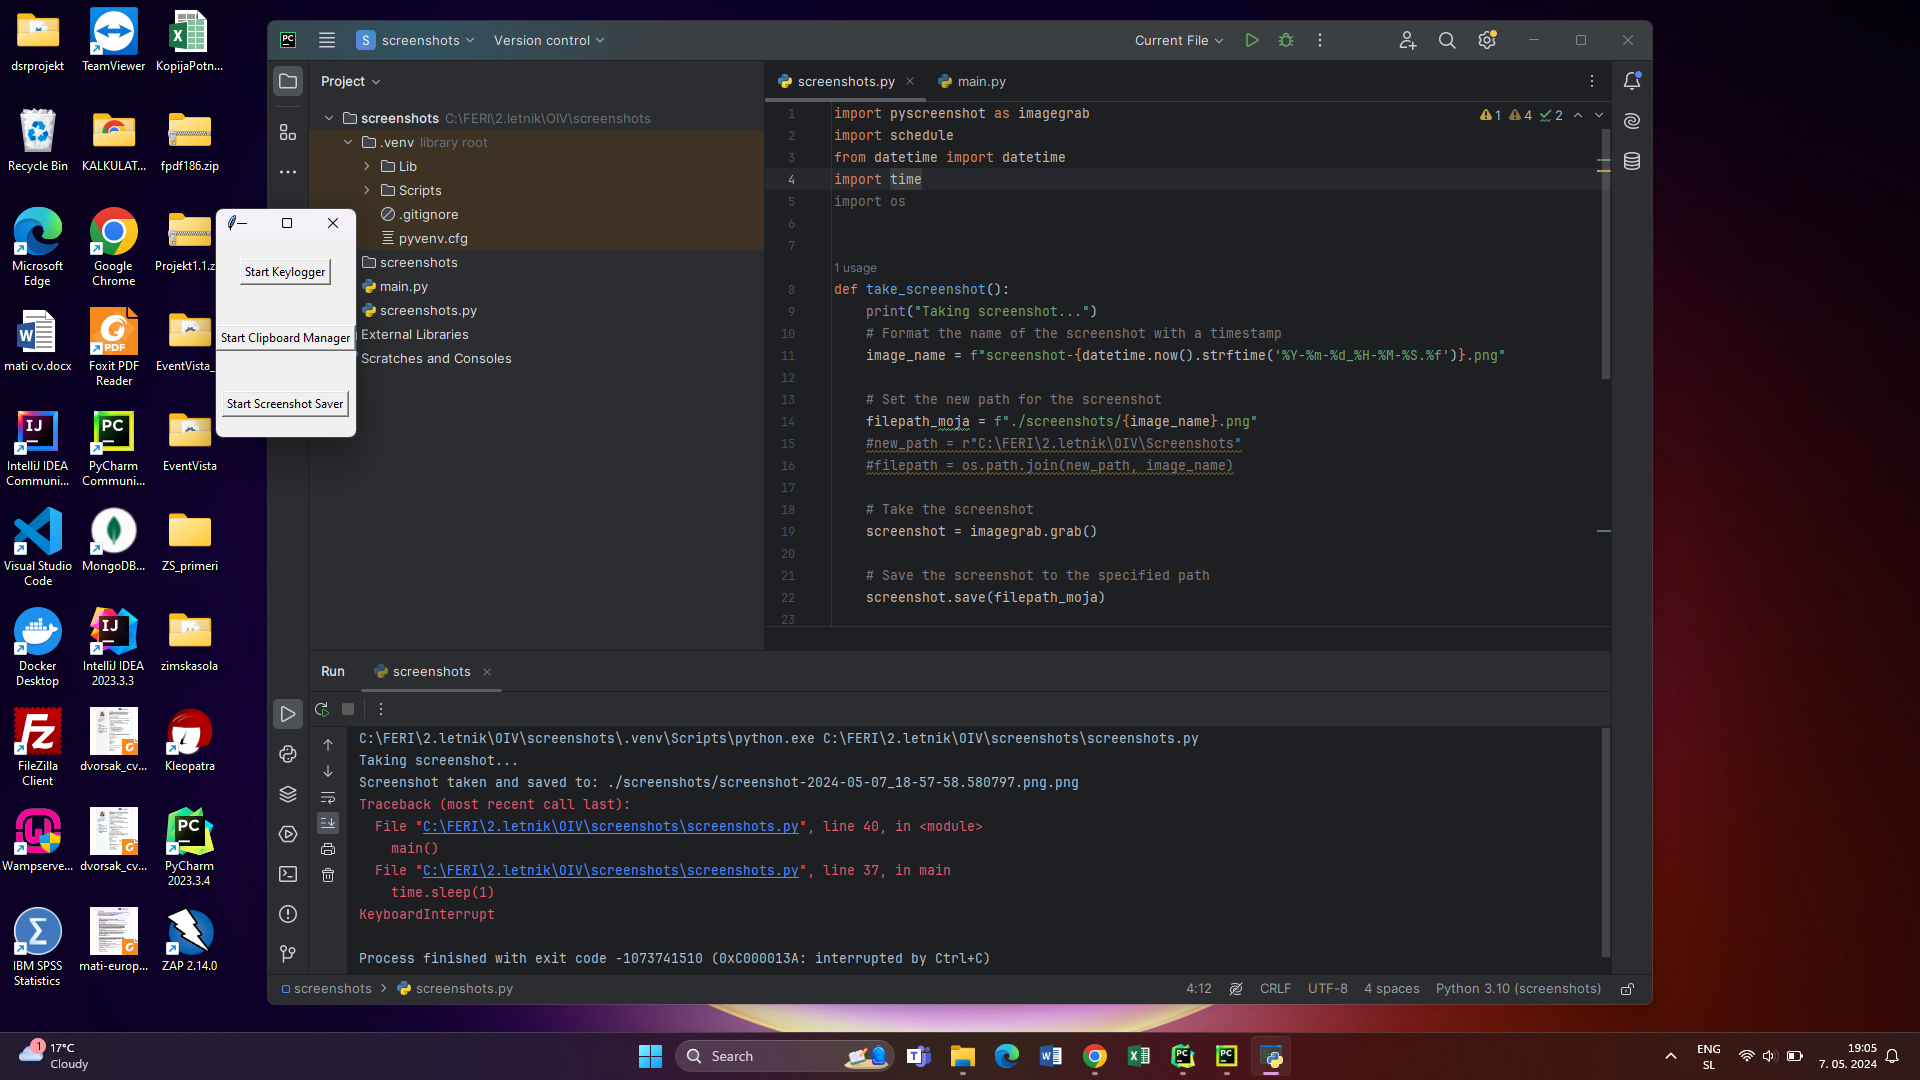 dsrprojekt
TeamViewer
KopijaPotn...
Recycle Bin
KALKULAT...
fpdf186.zip
Microsoft
Edge
Google
Chrome
Projekt1.1.z
mati cv.docx
Foxit PDF
Reader
EventVista_
IntelliJ IDEA
Communi...
PyCharm
Communi...
EventVista
Visual Studio
Code
MongoDB...
ZS_primeri
Docker
Desktop
IntelliJ IDEA
2023.3.3
zimskasola
FileZilla
Client
dvorsak_cv...
Kleopatra
Wampserve...
dvorsak_cv...
PyCharm
2023.3.4
IBM SPSS
Statistics
mati-europ...
ZAP 2.14.0
Start Keylogger
Start Clipboard Manager
Start Screenshot Saver
S screenshots
Version control
Current File
Project
screenshots C:\FERI\2.letnik\OIV\screenshots
.venv library root
Lib
Scripts
.gitignore
pyvenv.cfg
screenshots
main.py
screenshots.py
External Libraries
Scratches and Consoles
screenshots.py
main.py
1 4 2
1 import pyscreenshot as imagegrab
2 import schedule
3 from datetime import datetime
4 import time
5 import os
6
7
1 usage
8 def take_screenshot():
9 print("Taking screenshot...")
10 # Format the name of the screenshot with a timestamp
11 image_name = f"screenshot-{datetime.now().strftime('%Y-%m-%d_%H-%M-%S.%f')}.png"
12
13 # Set the new path for the screenshot
14 filepath_moja = f"./screenshots/{image_name}.png"
15 #new_path = r"C:\FERI\2.letnik\OIV\Screenshots"
16 #filepath = os.path.join(new_path, image_name)
17
18 # Take the screenshot
19 screenshot = imagegrab.grab()
20
21 # Save the screenshot to the specified path
22 screenshot.save(filepath_moja)
23
Run
screenshots
C:\FERI\2.letnik\OIV\screenshots\.venv\Scripts\python.exe C:\FERI\2.letnik\OIV\screenshots\screenshots.py
Taking screenshot...
Screenshot taken and saved to: ./screenshots/screenshot-2024-05-07_18-57-58.580797.png.png
Traceback (most recent call last):
File "C:\FERI\2.letnik\OIV\screenshots\screenshots.py", line 40, in <module>
main()
File "C:\FERI\2.letnik\OIV\screenshots\screenshots.py", line 37, in main
time.sleep(1)
KeyboardInterrupt
Process finished with exit code -1073741510 (0xC000013A: interrupted by Ctrl+C)
screenshots > screenshots.py
4:12
CRLF
UTF-8
4 spaces
Python 3.10 (screenshots)
1
17°C
Cloudy
Search
ENG
SL
19:05
7. 05. 2024